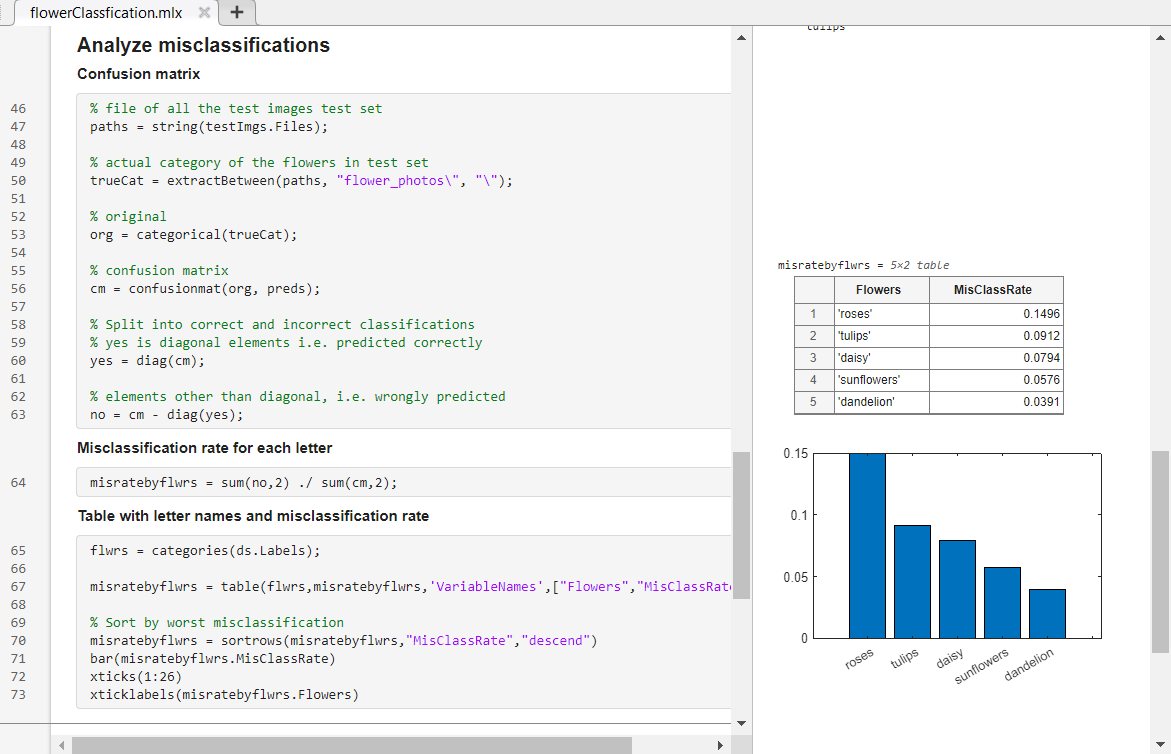 flowerClassfication.mlx
Analyze misclassifications
Confusion matrix
46 % file of all the test images test set
47 paths = string(testImgs.Files);
48
49 % actual category of the flowers in test set
50 trueCat = extractBetween(paths, "flower_photos\", "\");
51
52 % original
53 org = categorical(trueCat);
54
55 % confusion matrix
56 cm = confusionmat(org, preds);
57
58 % Split into correct and incorrect classifications
59 % yes is diagonal elements i.e. predicted correctly
60 yes = diag(cm);
61
62 % elements other than diagonal, i.e. wrongly predicted
63 no = cm - diag(yes);
Misclassification rate for each letter
64 misratebyflwrs = sum(no,2) ./ sum(cm,2);
Table with letter names and misclassification rate
65 flwrs = categories(ds.Labels);
66
67 misratebyflwrs = table(flwrs,misratebyflwrs,'VariableNames',["Flowers","MisClassRate
68
69 % Sort by worst misclassification
70 misratebyflwrs = sortrows(misratebyflwrs,"MisClassRate","descend")
71 bar(misratebyflwrs.MisClassRate)
72 xticks(1:26)
73 xticklabels(misratebyflwrs.Flowers)
tulips
misratebyflwrs = 5×2 table
Flowers MisClassRate
1 'roses' 0.1496
2 'tulips' 0.0912
3 'daisy' 0.0794
4 'sunflowers' 0.0576
5 'dandelion' 0.0391
0.15
0.1
0.05
0
roses tulips daisy sunflowers dandelion